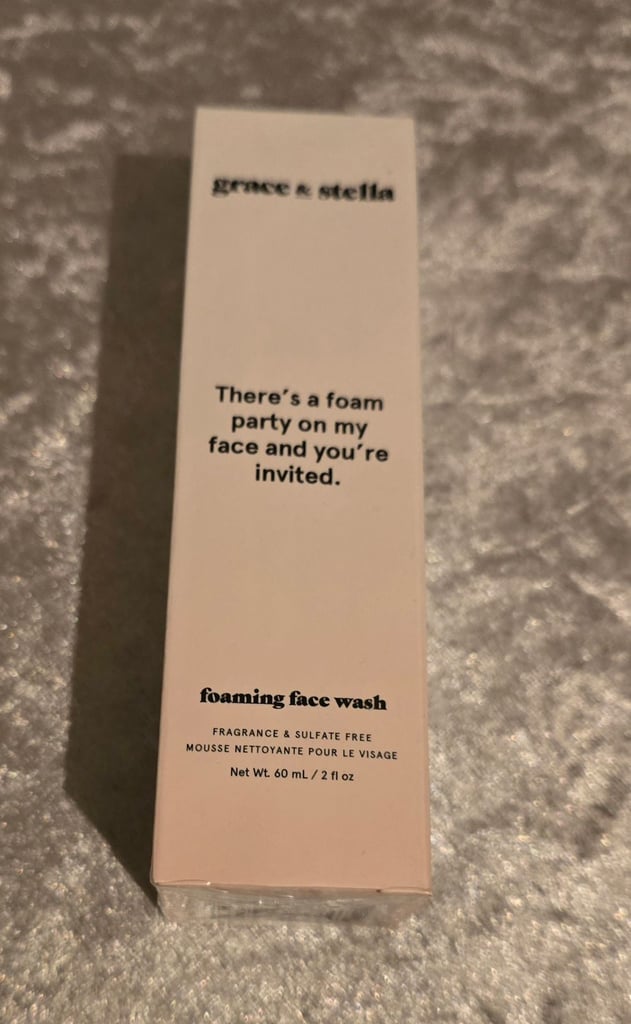 grace & stella
There's a foam
party on my
face and you're
invited.
foaming face wash
FRAGRANCE & SULFATE FREE
MOUSSE NETTOYANTE POUR LE VISAGE
Net Wt. 60 mL / 2 fl oz